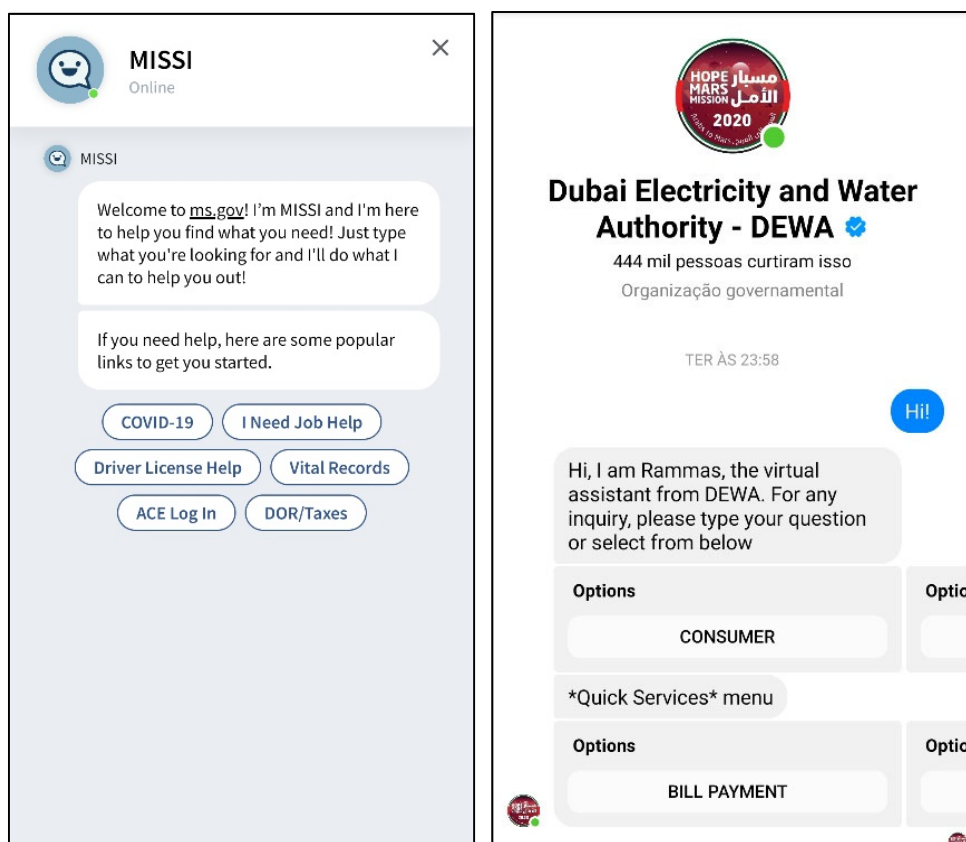 MISSI
Online
MISSI
Welcome to ms.gov! I'm MISSI and I'm here
to help you find what you need! Just type
what you're looking for and I'll do what I
can to help you out!
If you need help, here are some popular
links to get you started.
COVID-19
I Need Job Help
Driver License Help
Vital Records
ACE Log In
DOR/Taxes
HOPE
MARS
MISSION
مسبار
الأمل
2020
Arabs to Mars
Dubai Electricity and Water
Authority - DEWA
444 mil pessoas curtiram isso
Organização governamental
TER ÀS 23:58
Hi!
Hi, I am Rammas, the virtual
assistant from DEWA. For any
inquiry, please type your question
or select from below
Options
Optio
CONSUMER
*Quick Services* menu
Options
Optio
BILL PAYMENT